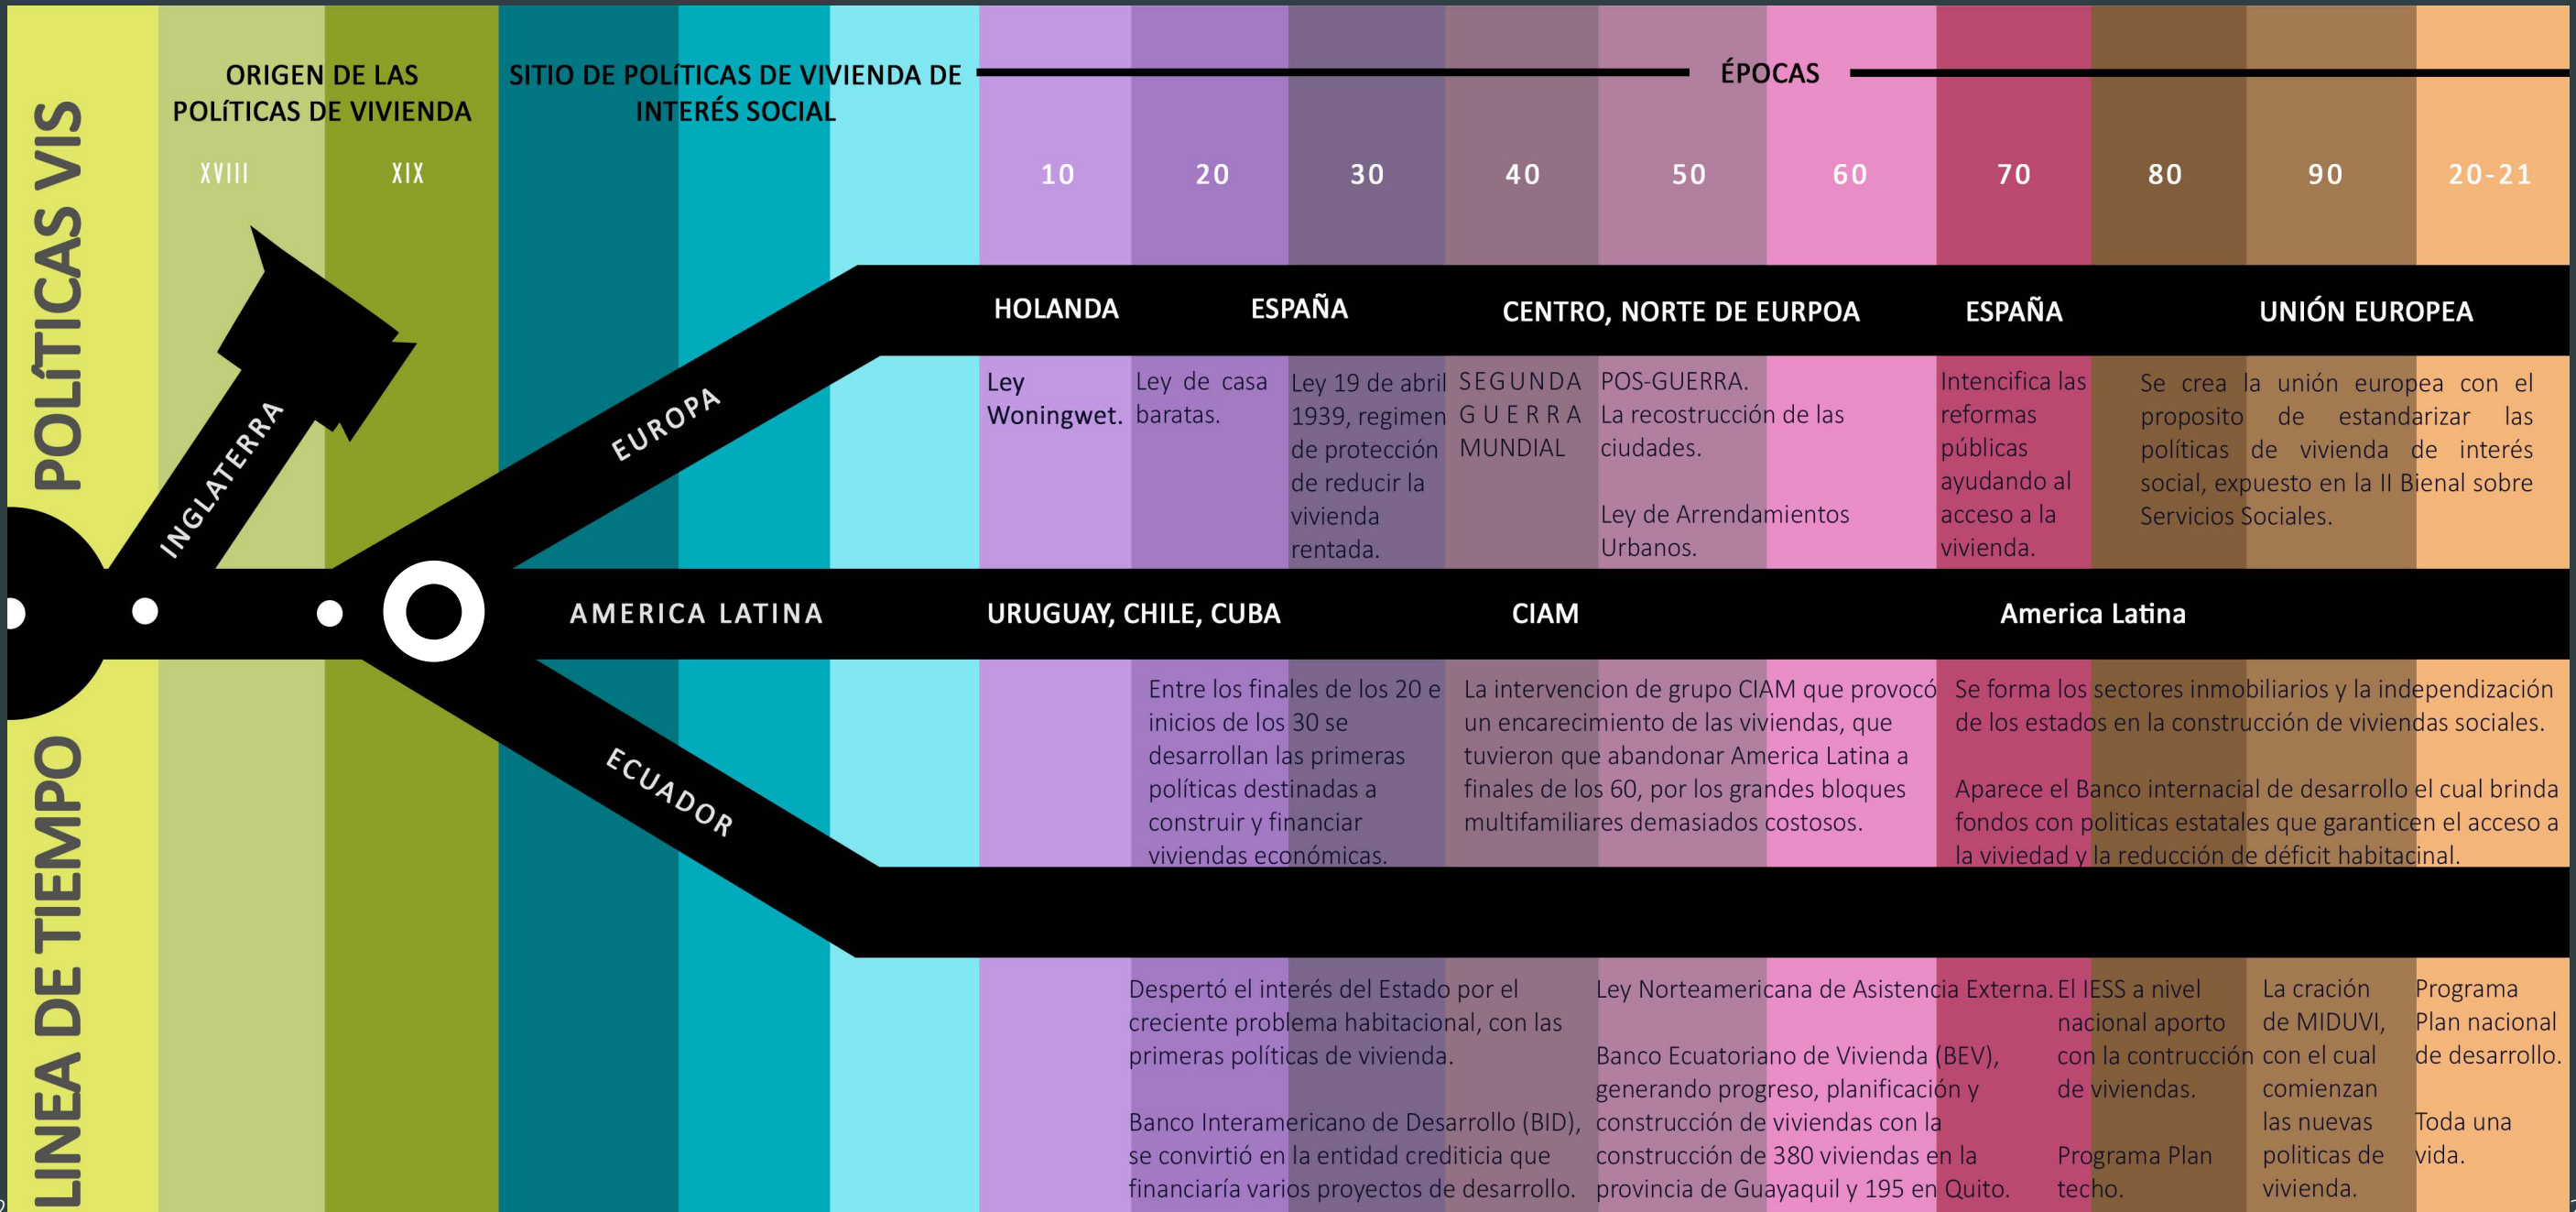 LINEA DE TIEMPO POLÍTICAS VIS
ORIGEN DE LAS
POLÍTICAS DE VIVIENDA
SITIO DE POLÍTICAS DE VIVIENDA DE
INTERÉS SOCIAL
ÉPOCAS
XVIII
XIX
10
20
30
40
50
60
70
80
90
20-21
INGLATERRA
EUROPA
HOLANDA
ESPAÑA
CENTRO, NORTE DE EURPOA
ESPAÑA
UNIÓN EUROPEA
Ley
Woningwet.
Ley de casa
baratas.
Ley 19 de abril
1939, regimen
de protección
de reducir la
vivienda
rentada.
SEGUNDA
GUERRA
MUNDIAL
POS-GUERRA.
La recostrucción de las
ciudades.
Ley de Arrendamientos
Urbanos.
Intencifica las
reformas
públicas
ayudando al
acceso a la
vivienda.
Se crea la unión europea con el
proposito de estandarizar las
políticas de vivienda de interés
social, expuesto en la II Bienal sobre
Servicios Sociales.
AMERICA LATINA
URUGUAY, CHILE, CUBA
CIAM
America Latina
Entre los finales de los 20 e
inicios de los 30 se
desarrollan las primeras
políticas destinadas a
construir y financiar
viviendas económicas.
La intervencion de grupo CIAM que provocó
un encarecimiento de las viviendas, que
tuvieron que abandonar America Latina a
finales de los 60, por los grandes bloques
multifamiliares demasiados costosos.
Se forma los sectores inmobiliarios y la independización
de los estados en la construcción de viviendas sociales.
Aparece el Banco internacial de desarrollo el cual brinda
fondos con politicas estatales que garanticen el acceso a
la viviedad y la reducción de déficit habitacinal.
ECUADOR
Despertó el interés del Estado por el
creciente problema habitacional, con las
primeras políticas de vivienda.
Banco Interamericano de Desarrollo (BID),
se convirtió en la entidad crediticia que
financiaría varios proyectos de desarrollo.
Ley Norteamericana de Asistencia Externa.
Banco Ecuatoriano de Vivienda (BEV),
generando progreso, planificación y
construcción de viviendas con la
construcción de 380 viviendas en la
provincia de Guayaquil y 195 en Quito.
El IESS a nivel
nacional aporto
con la contrucción
de viviendas.
Programa Plan
techo.
La cración
de MIDUVI,
con el cual
comienzan
las nuevas
politicas de
vivienda.
Programa
Plan nacional
de desarrollo.
Toda una
vida.